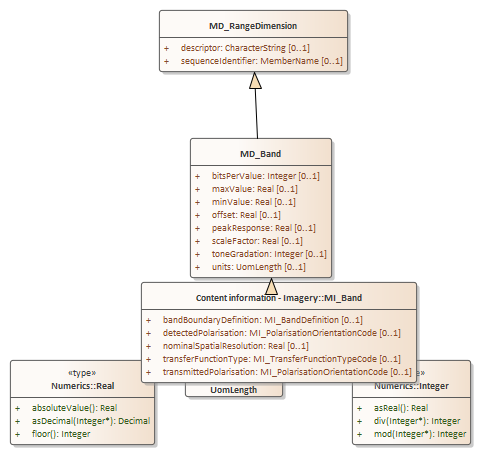 MD_RangeDimension
+ descriptor: CharacterString [0..1]
+ sequenceIdentifier: MemberName [0..1]
MD_Band
+ bitsPerValue: Integer [0..1]
+ maxValue: Real [0..1]
+ minValue: Real [0..1]
+ offset: Real [0..1]
+ peakResponse: Real [0..1]
+ scaleFactor: Real [0..1]
+ toneGradation: Integer [0..1]
+ units: UomLength [0..1]
Content information - Imagery::MI_Band
+ bandBoundaryDefinition: MI_BandDefinition [0..1]
+ detectedPolarisation: MI_PolarisationOrientationCode [0..1]
+ nominalSpatialResolution: Real [0..1]
+ transferFunctionType: MI_TransferFunctionTypeCode [0..1]
+ transmittedPolarisation: MI_PolarisationOrientationCode [0..1]
«type»
Numerics::Real
+ absoluteValue(): Real
+ asDecimal(Integer*): Decimal
+ floor(): Integer
UomLength
Numerics::Integer
+ asReal(): Real
+ div(Integer*): Integer
+ mod(Integer*): Integer